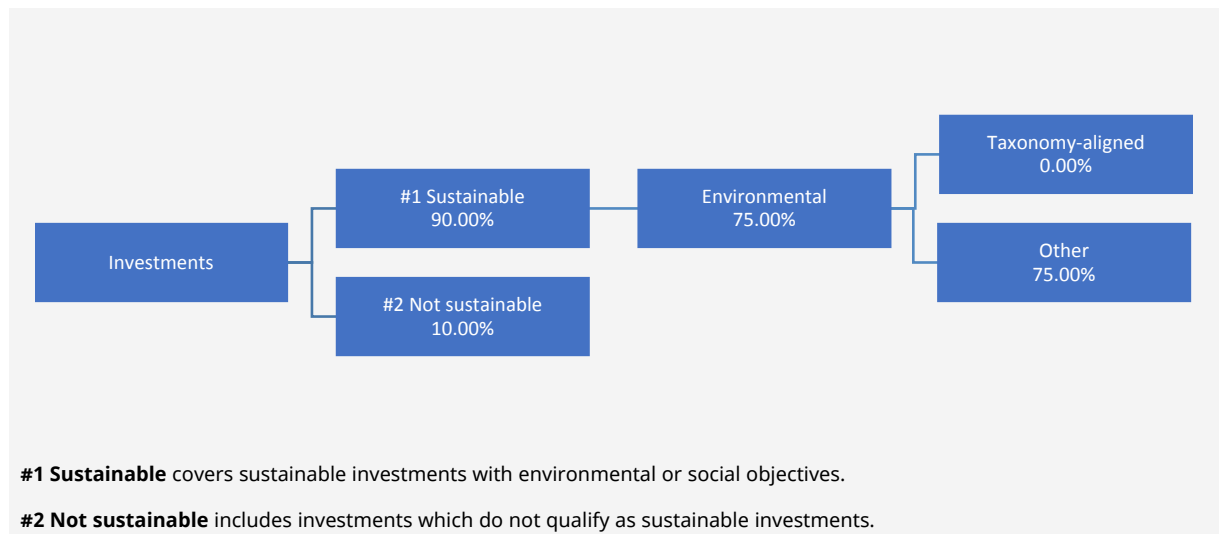 Investments
#1 Sustainable
90.00%
#2 Not sustainable
10.00%
Environmental
75.00%
Taxonomy-aligned
0.00%
Other
75.00%
#1 Sustainable covers sustainable investments with environmental or social objectives.
#2 Not sustainable includes investments which do not qualify as sustainable investments.